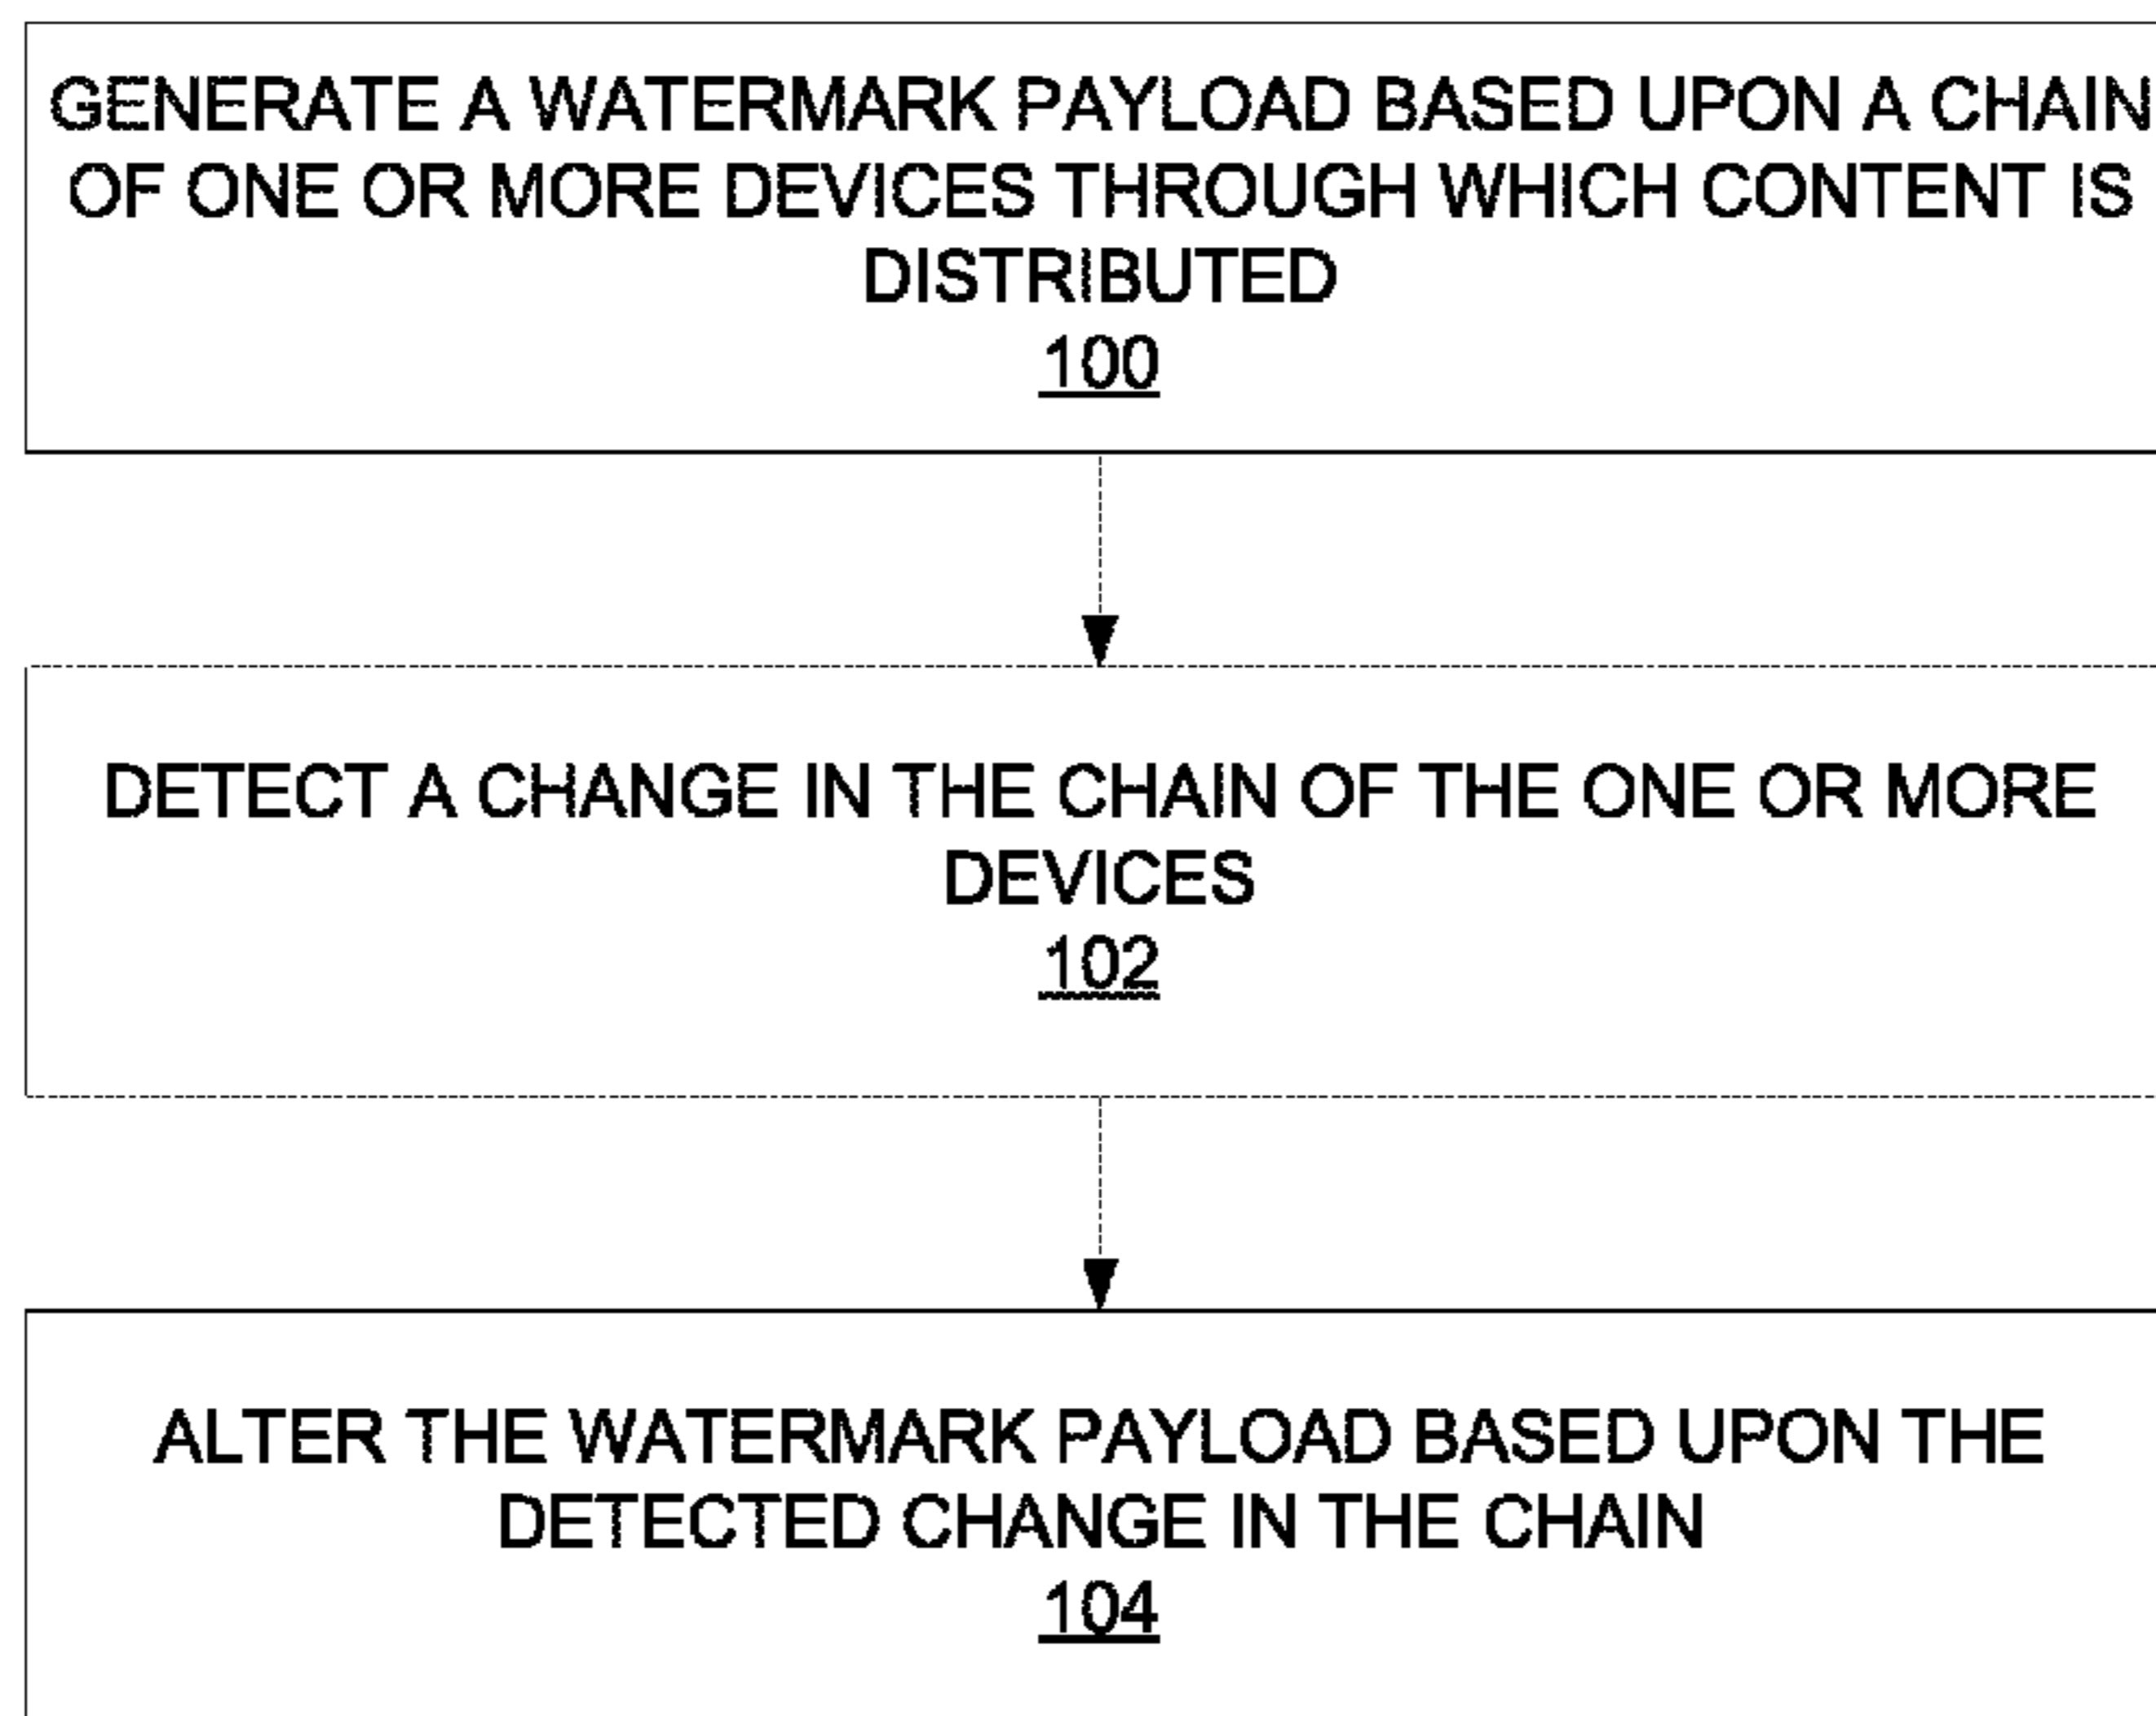 GENERATE A WATERMARK PAYLOAD BASED UPON A CHAIN
OF ONE OR MORE DEVICES THROUGH WHICH CONTENT IS
DISTRIBUTED
100
DETECT A CHANGE IN THE CHAIN OF THE ONE OR MORE
DEVICES
102
ALTER THE WATERMARK PAYLOAD BASED UPON THE
DETECTED CHANGE IN THE CHAIN
104